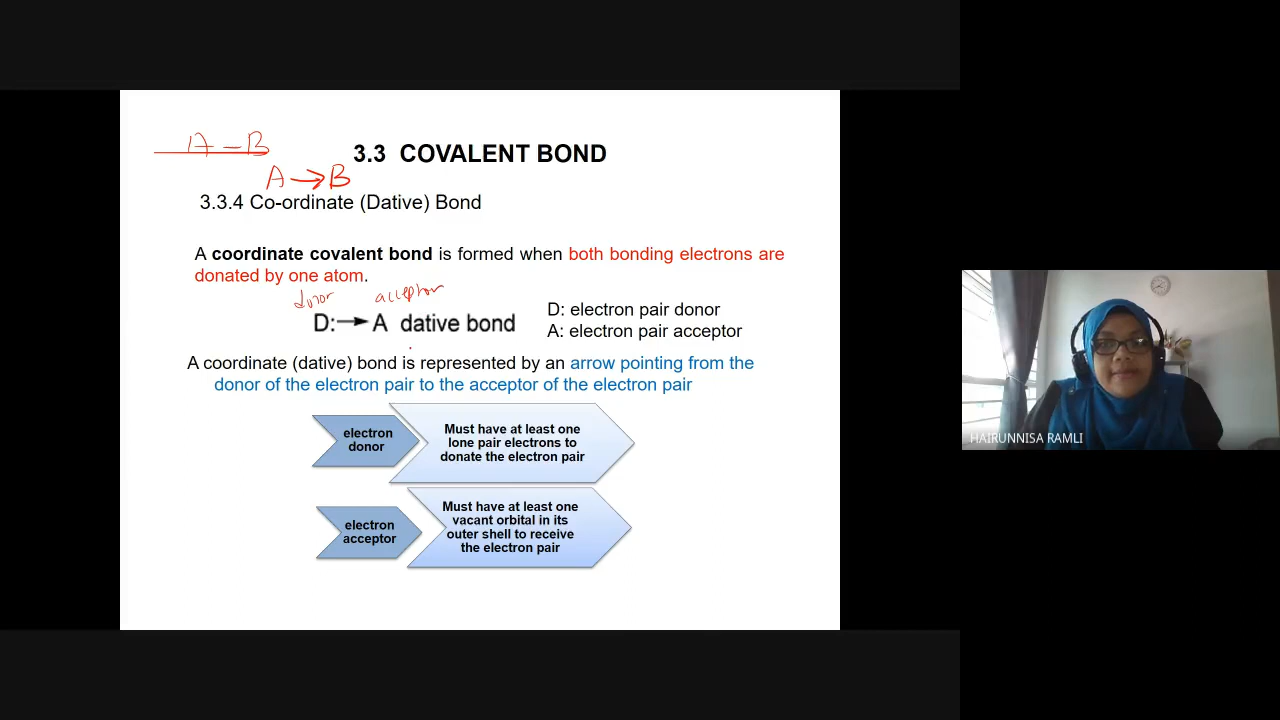 A – B
3.3 COVALENT BOND
A → B
3.3.4 Co-ordinate (Dative) Bond
A coordinate covalent bond is formed when both bonding electrons are
donated by one atom.
donor acceptor
D:→ A dative bond
D: electron pair donor
A: electron pair acceptor
A coordinate (dative) bond is represented by an arrow pointing from the
donor of the electron pair to the acceptor of the electron pair
electron
donor
Must have at least one
lone pair electrons to
donate the electron pair
electron
acceptor
Must have at least one
vacant orbital in its
outer shell to receive
the electron pair
HAIRUNNISA RAMLI